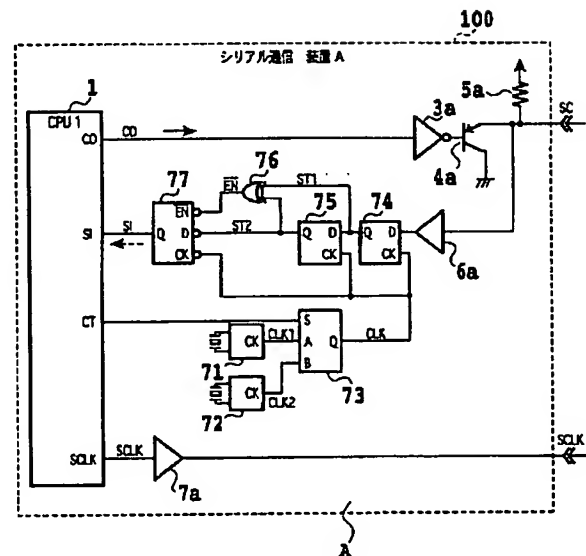 100
シリアル通信 装置A
1
CPU 1
CO
CO
3a
5a
SG
4a
76
ST1
77
EN
EN
75
74
Q
D
ST2
Q
D
Q
D
SI
SI
CK
CK
CK
6a
CT
S
CK
CLK1
A
Q
CLK
71
B
CK
CLK2
72
73
SCLK
SCLK
SCLK
7a
A